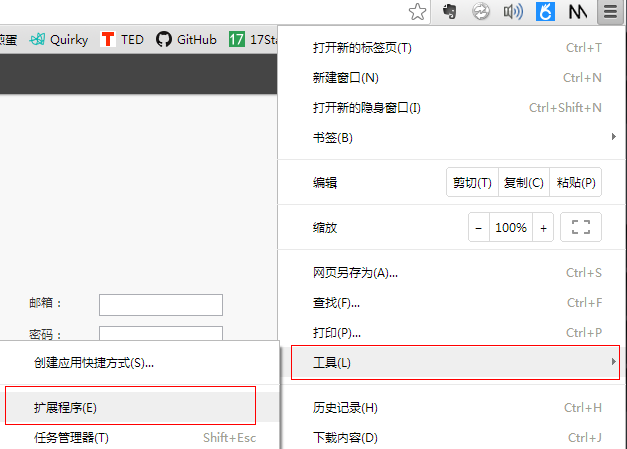 Quirky TED GitHub 17Sta
打开新的标签页(T) Ctrl+T
新建窗口(N) Ctrl+N
打开新的隐身窗口(I) Ctrl+Shift+N
书签(B)
编辑 剪切(T) 复制(C) 粘贴(P)
缩放 − 100% +
网页另存为(A)... Ctrl+S
邮箱： 查找(F)... Ctrl+F
密码： 打印(P)... Ctrl+P
创建应用快捷方式(S)... 工具(L)
扩展程序(E) 历史记录(H) Ctrl+H
任务管理器(T) Shift+Esc 下载内容(D) Ctrl+J